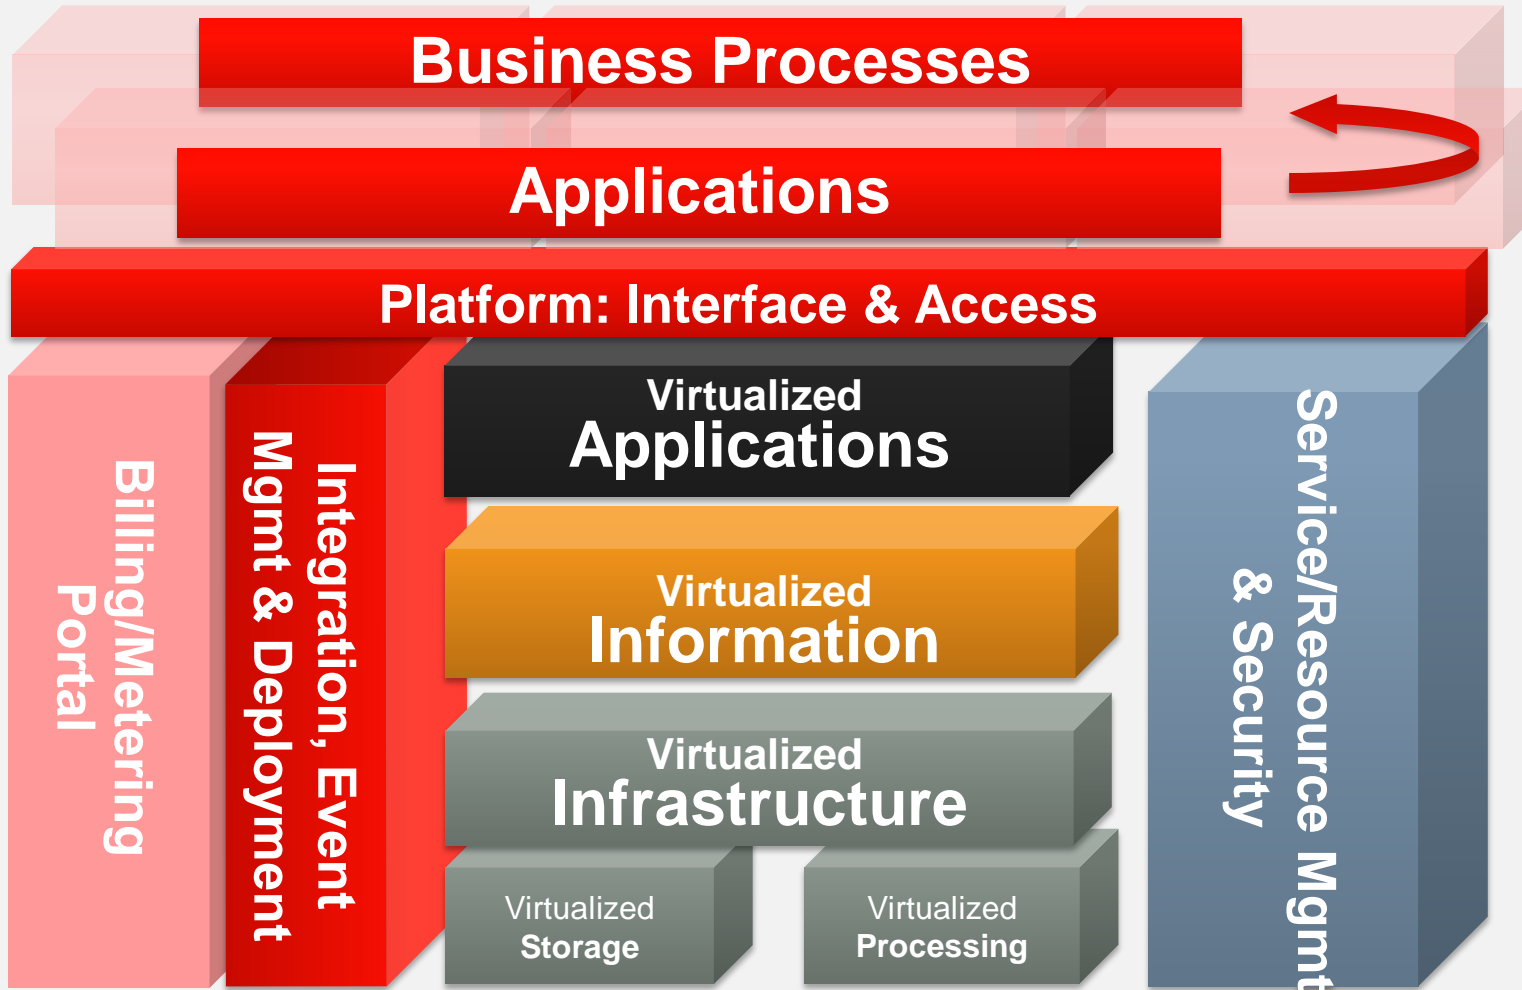 Business Processes
Applications
Platform: Interface & Access
Billing/Metering
Portal
Integration, Event
Mgmt & Deployment
Virtualized
Applications
Virtualized
Information
Virtualized
Infrastructure
Virtualized
Storage
Virtualized
Processing
Service/Resource Mgmt
& Security